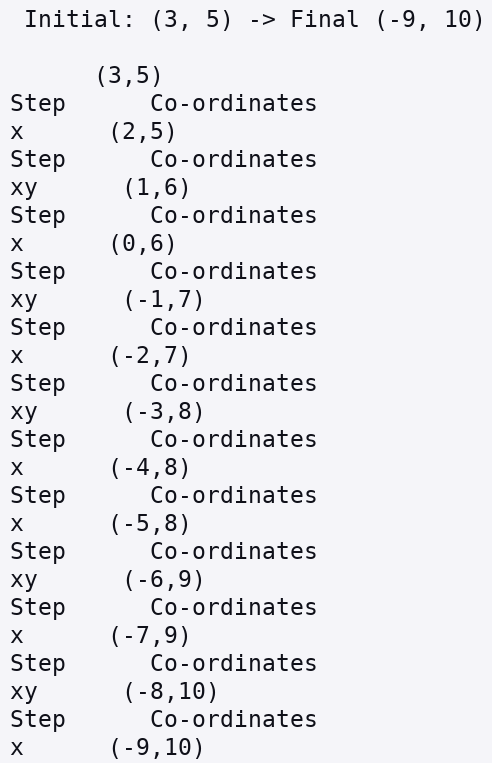 Initial: (3, 5) -> Final (-9, 10)
(3,5)
Step Co-ordinates
x (2,5)
Step Co-ordinates
xy (1,6)
Step Co-ordinates
x (0,6)
Step Co-ordinates
xy (-1,7)
Step Co-ordinates
x (-2,7)
Step Co-ordinates
xy (-3,8)
Step Co-ordinates
x (-4,8)
Step Co-ordinates
x (-5,8)
Step Co-ordinates
xy (-6,9)
Step Co-ordinates
x (-7,9)
Step Co-ordinates
xy (-8,10)
Step Co-ordinates
x (-9,10)